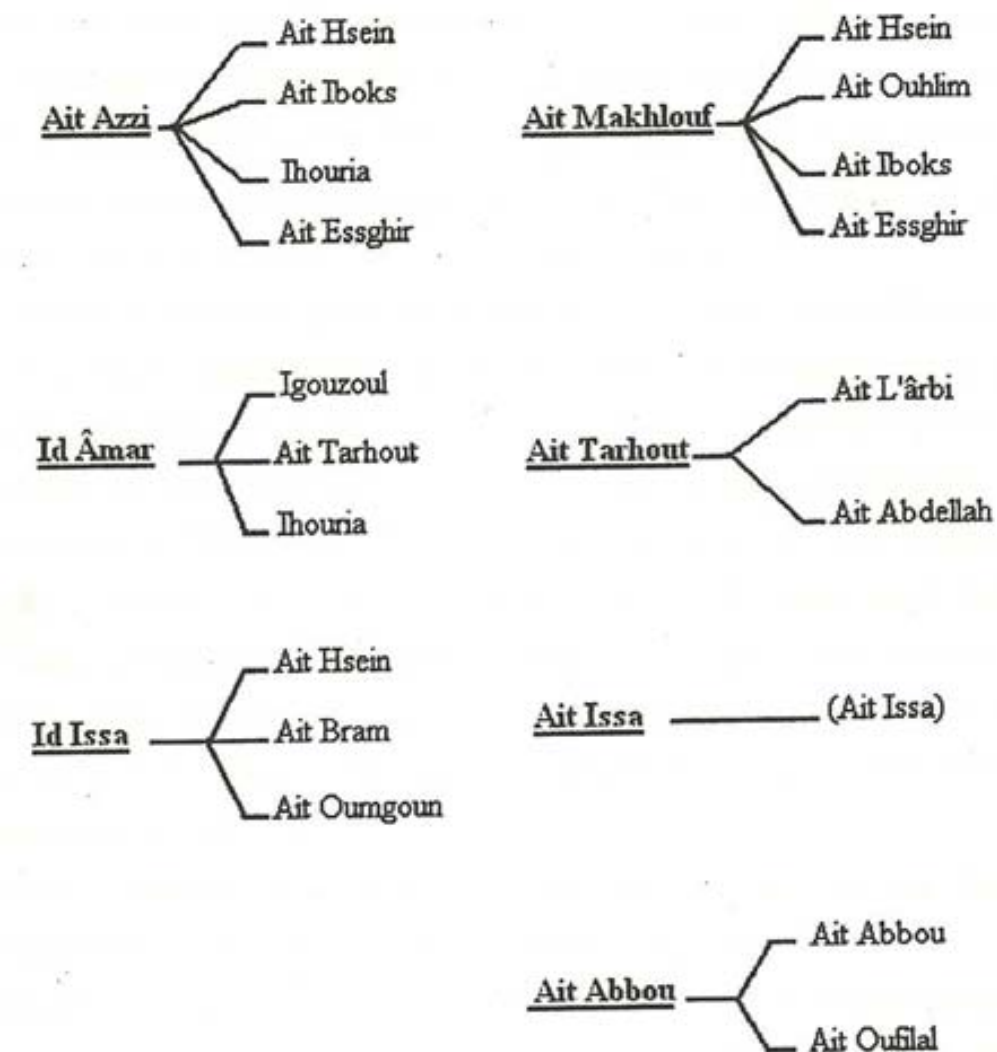 Ait Azzi
Ait Hsein
Ait Iboks
Ihouria
Ait Essghir
Ait Makhlouf
Ait Hsein
Ait Ouhlim
Ait Iboks
Ait Essghir
Id Âmar
Igouzoul
Ait Tarhout
Ihouria
Ait Tarhout
Ait L'ârbi
Ait Abdellah
Id Issa
Ait Hsein
Ait Bram
Ait Oumgoun
Ait Issa
(Ait Issa)
Ait Abbou
Ait Abbou
Ait Oufilal